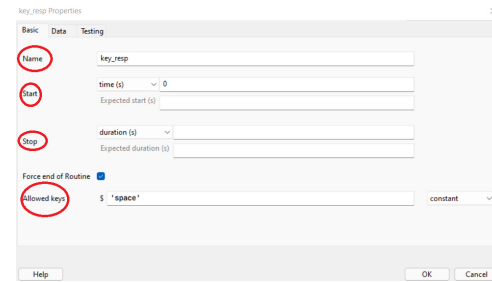 key_resp Properties
Basic Data Testing
Name key_resp
Start time (s) 0
Expected start (s)
Stop duration (s)
Expected duration (s)
Force end of Routine
Allowed keys $ 'space' constant
Help OK Cancel